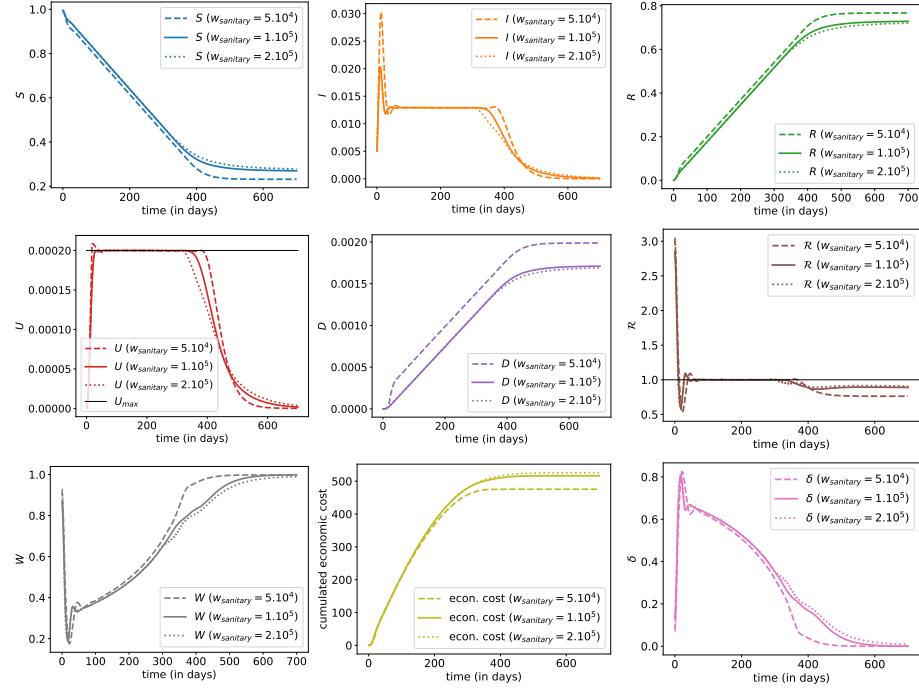 1.0
0.8
0.6
0.4
0.2
S
0
200
400
600
time (in days)
S (w_sanitary = 5.10^4)
S (w_sanitary = 1.10^5)
S (w_sanitary = 2.10^5)
0.030
0.025
0.020
0.015
0.010
0.005
0.000
I
0
200
400
600
time (in days)
I (w_sanitary = 5.10^4)
I (w_sanitary = 1.10^5)
I (w_sanitary = 2.10^5)
0.8
0.6
0.4
0.2
0.0
R
0 100 200 300 400 500 600 700
time (in days)
R (w_sanitary = 5.10^4)
R (w_sanitary = 1.10^5)
R (w_sanitary = 2.10^5)
0.00020
0.00015
0.00010
0.00005
0.00000
U
0
200
400
600
time (in days)
U (w_sanitary = 5.10^4)
U (w_sanitary = 1.10^5)
U (w_sanitary = 2.10^5)
U_max
0.0020
0.0015
0.0010
0.0005
0.0000
D
0
200
400
600
time (in days)
D (w_sanitary = 5.10^4)
D (w_sanitary = 1.10^5)
D (w_sanitary = 2.10^5)
3.0
2.5
2.0
1.5
1.0
0.5
ℛ
0
200
400
600
time (in days)
ℛ (w_sanitary = 5.10^4)
ℛ (w_sanitary = 1.10^5)
ℛ (w_sanitary = 2.10^5)
1.0
0.8
0.6
0.4
0.2
W
0 100 200 300 400 500 600 700
time (in days)
W (w_sanitary = 5.10^4)
W (w_sanitary = 1.10^5)
W (w_sanitary = 2.10^5)
500
400
300
200
100
0
cumulated economic cost
0
200
400
600
time (in days)
econ. cost (w_sanitary = 5.10^4)
econ. cost (w_sanitary = 1.10^5)
econ. cost (w_sanitary = 2.10^5)
0.8
0.6
0.4
0.2
0.0
δ
0
200
400
600
time (in days)
δ (w_sanitary = 5.10^4)
δ (w_sanitary = 1.10^5)
δ (w_sanitary = 2.10^5)